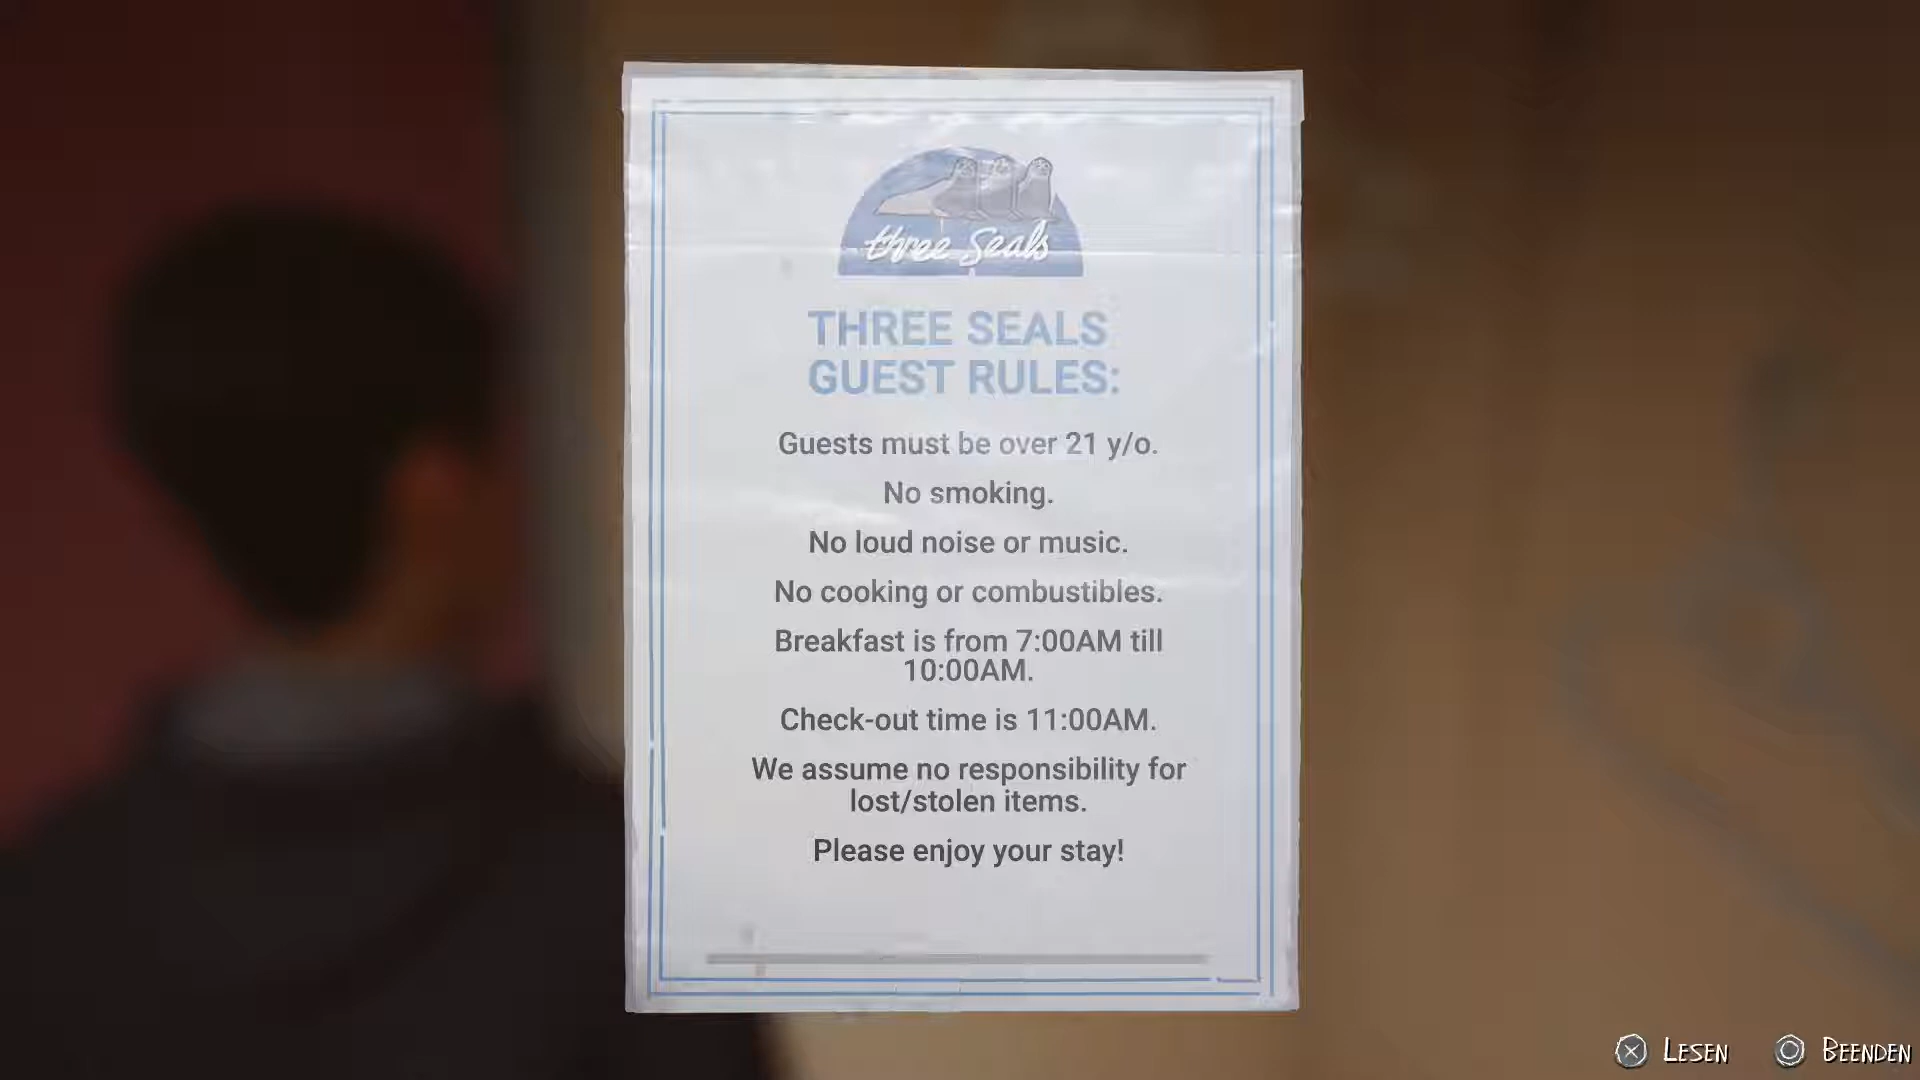 three Seals
THREE SEALS
GUEST RULES:
Guests must be over 21 y/o.
No smoking.
No loud noise or music.
No cooking or combustibles.
Breakfast is from 7:00AM till
10:00AM.
Check-out time is 11:00AM.
We assume no responsibility for
lost/stolen items.
Please enjoy your stay!
LESEN
BEENDEN